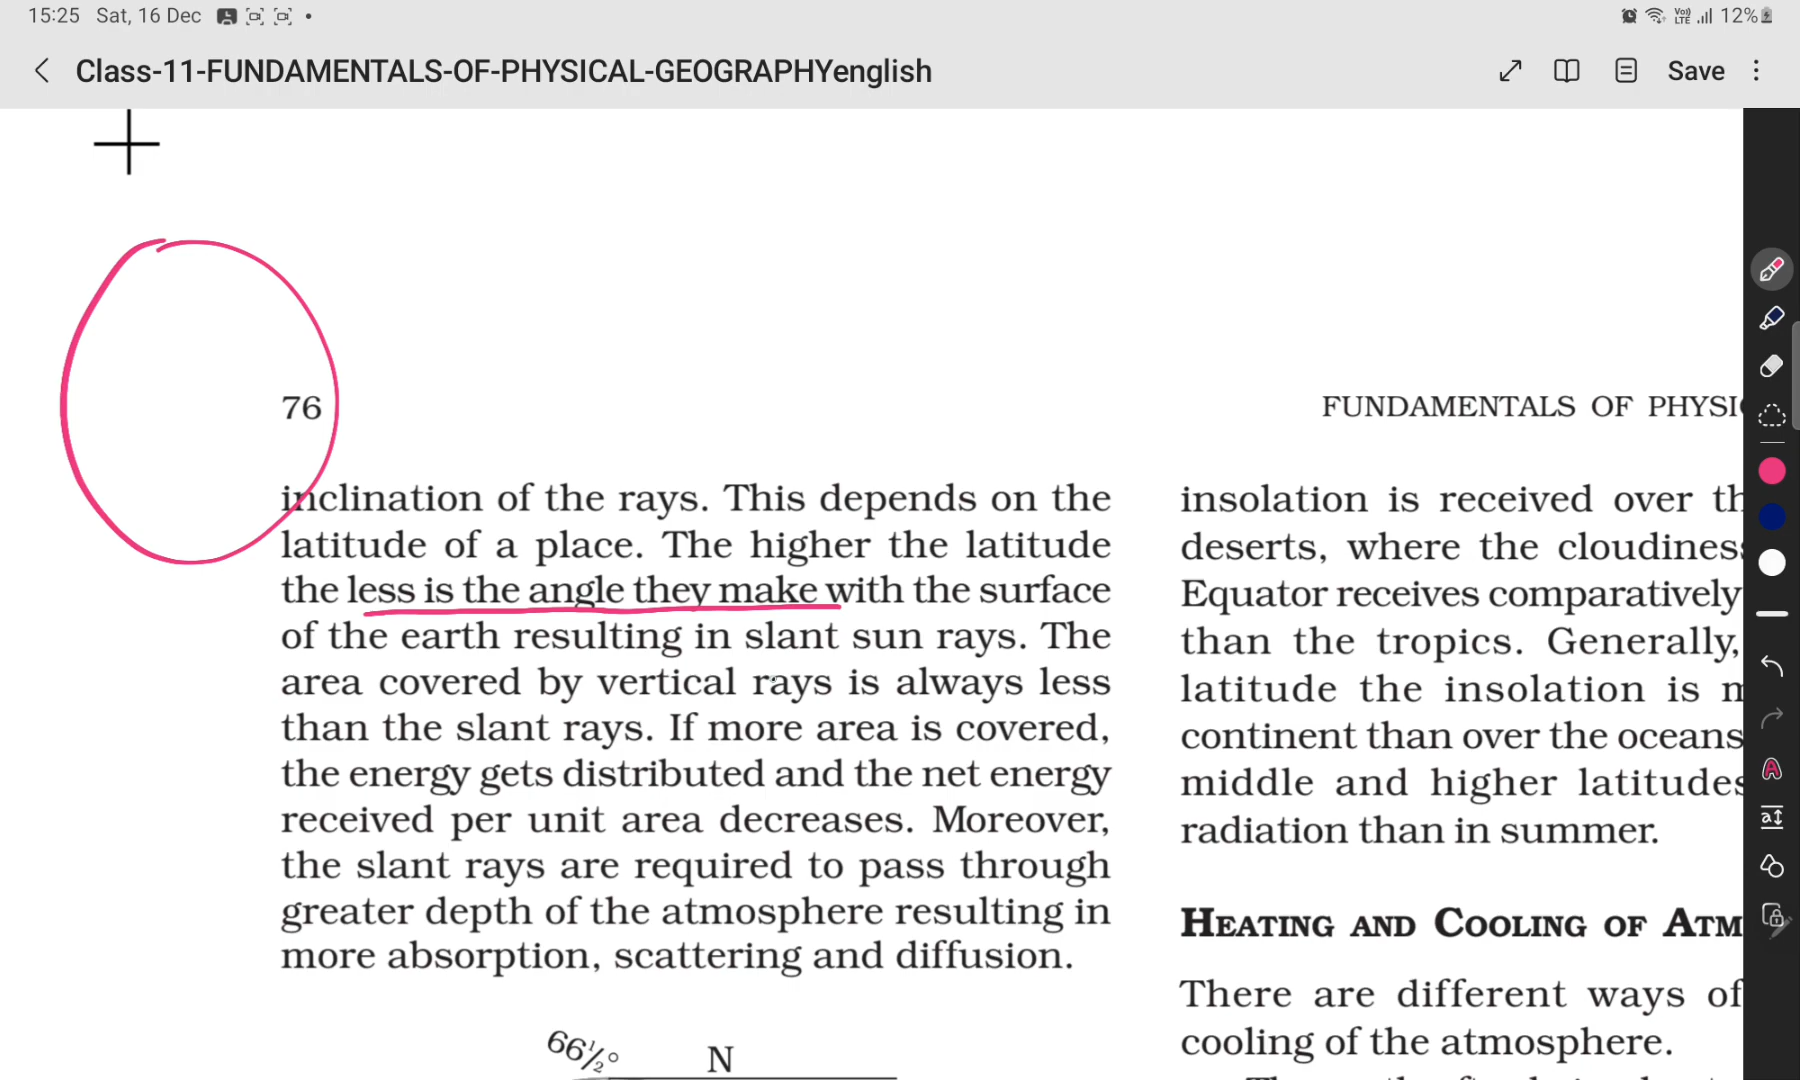 15:25 Sat, 16 Dec
Vo)) LTE 12%
Class-11-FUNDAMENTALS-OF-PHYSICAL-GEOGRAPHYenglish
Save
76
FUNDAMENTALS OF
inclination of the rays. This depends on the
latitude of a place. The higher the latitude
the less is the angle they make with the surface
of the earth resulting in slant sun rays. The
area covered by vertical rays is always less
than the slant rays. If more area is covered,
the energy gets distributed and the net energy
received per unit area decreases. Moreover,
the slant rays are required to pass through
greater depth of the atmosphere resulting in
more absorption, scattering and diffusion.
66½°
N
insolation is received over
deserts, where the
Equator receives comparatively
than the tropics. Generally,
latitude the insolation is
continent than over the oceans
middle and higher latitudes
radiation than in summer.
HEATING AND COOLING OF
There are different ways of
cooling of the atmosphere.
A
a